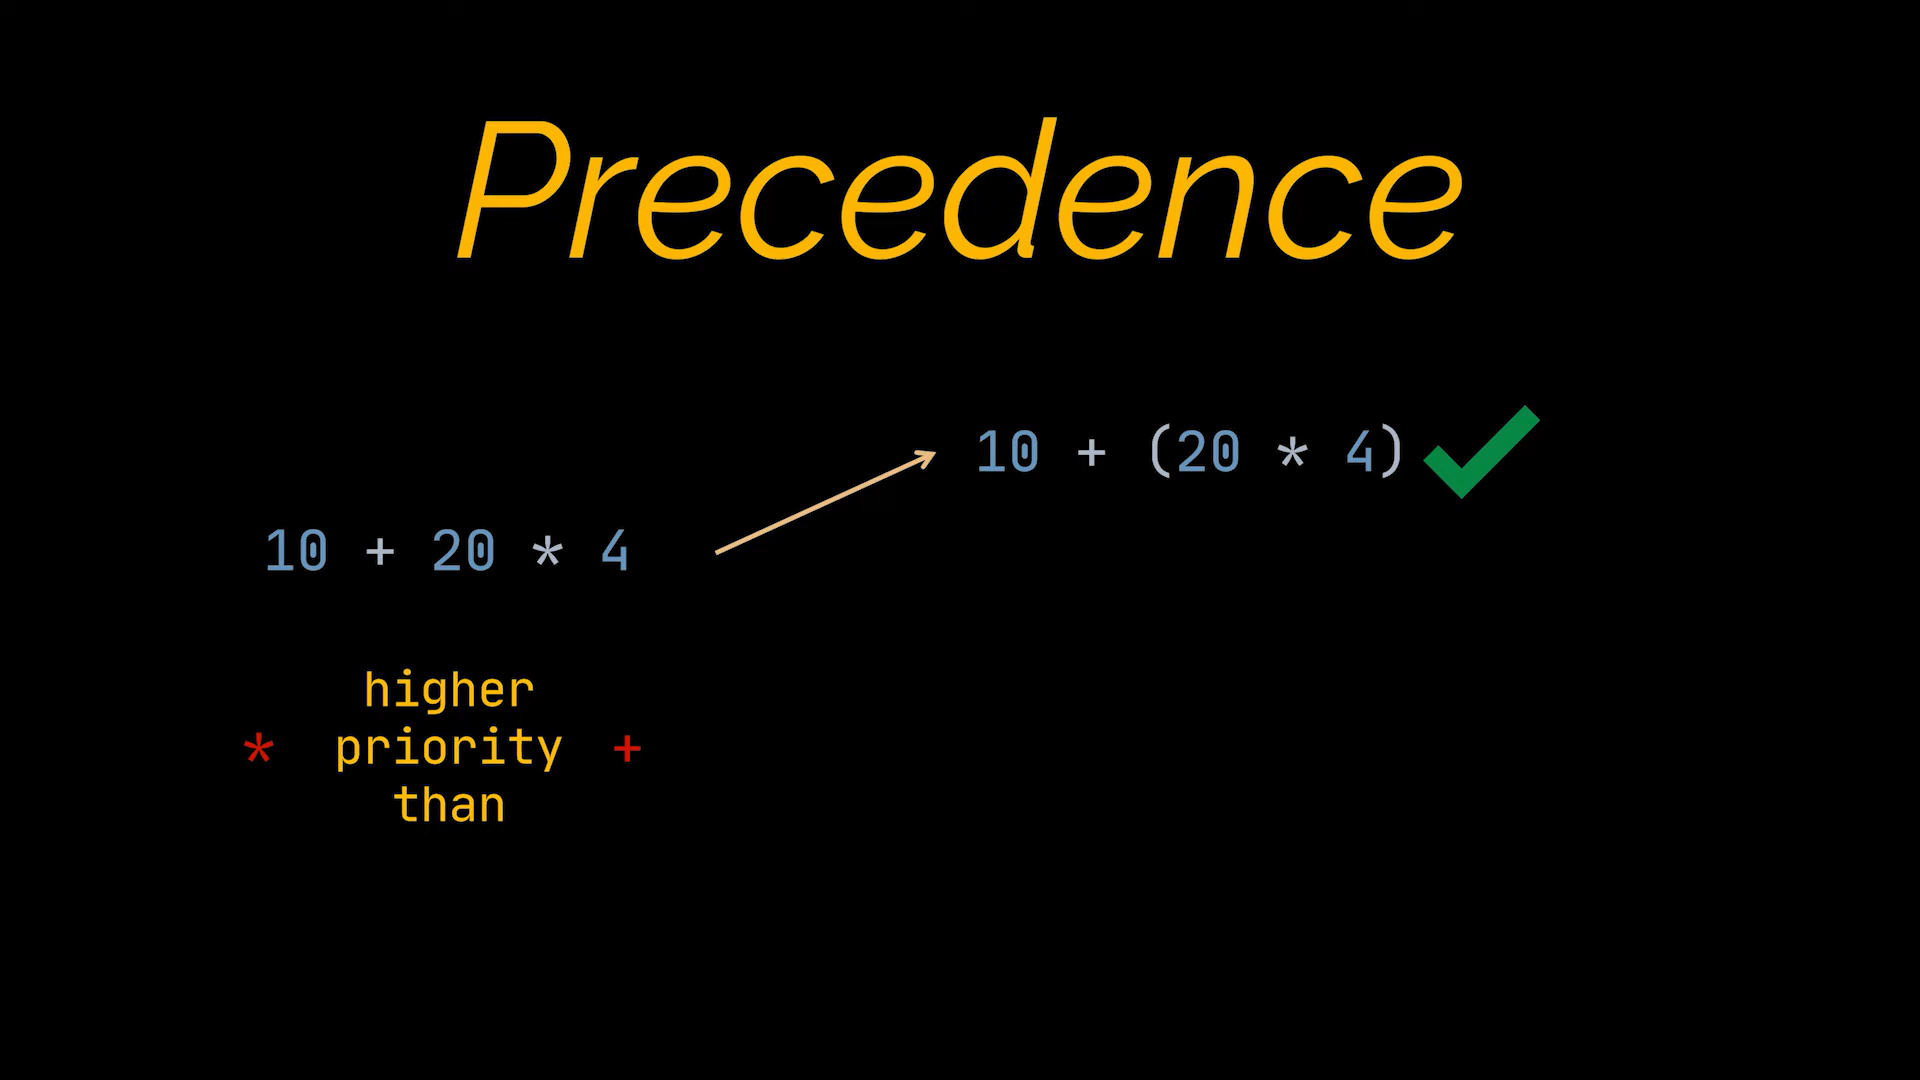 Precedence
10 + (20 * 4)
10 + 20 * 4
higher
* priority +
than